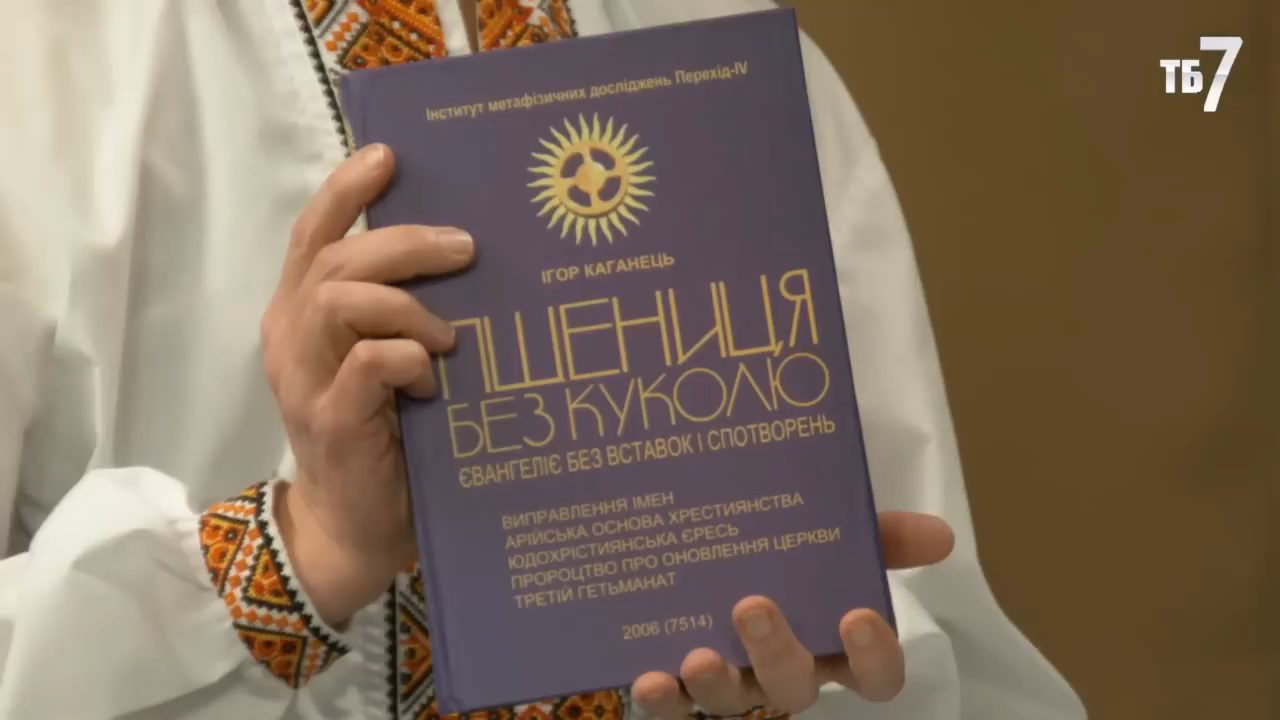 ТБ7
Інститут метафізичних досліджень Перехід-IV
ІГОР КАГАНЕЦЬ
ПШЕНИЦЯ
БЕЗ КУКОЛЮ
ЄВАНГЕЛІЄ БЕЗ ВСТАВОК І СПОТВОРЕНЬ
ВИПРАВЛЕННЯ ІМЕН
АРІЙСЬКА ОСНОВА ХРЕСТИЯНСТВА
ЮДОХРІСТИЯНСЬКА ЄРЕСЬ
ПРОРОЦТВО ПРО ОНОВЛЕННЯ ЦЕРКВИ
ТРЕТІЙ ГЕТЬМАНАТ
2006 (7514)